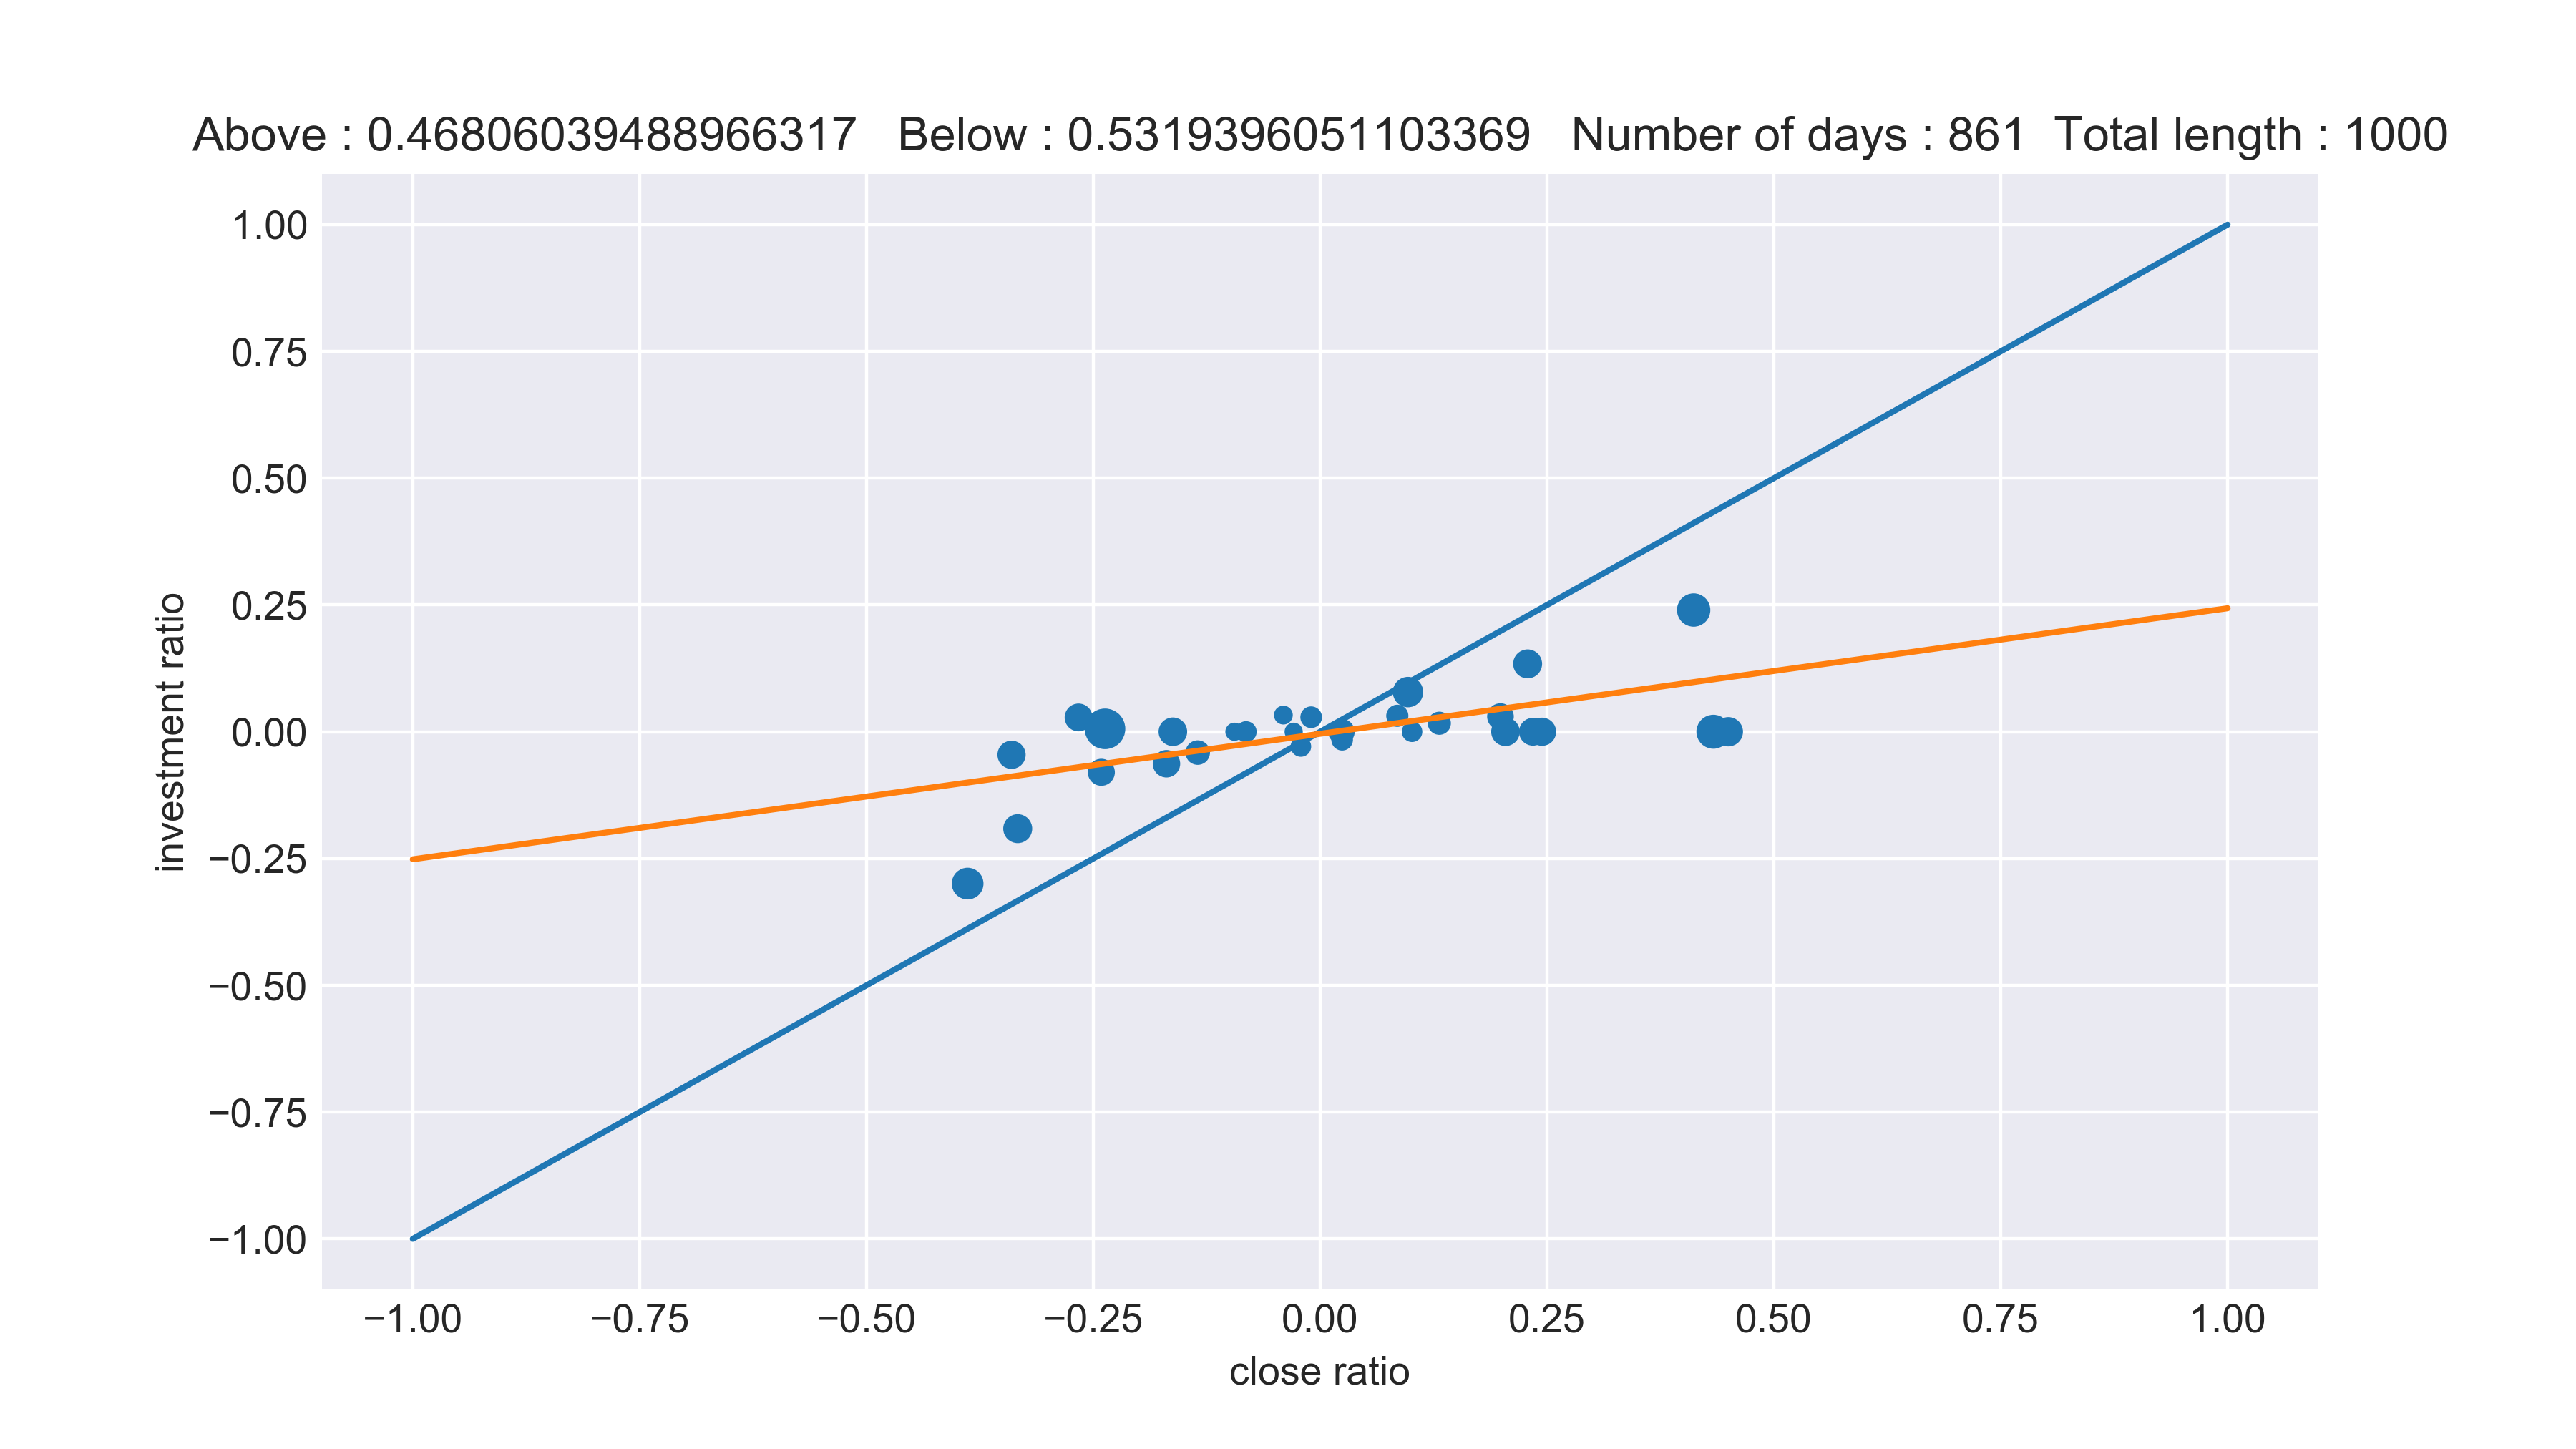 Above : 0.46806039488966317   Below : 0.5319396051103369   Number of days : 861  Total length : 1000
1.00
0.75
0.50
0.25
0.00
−0.25
−0.50
−0.75
−1.00
investment ratio
−1.00 −0.75 −0.50 −0.25 0.00 0.25 0.50 0.75 1.00
close ratio